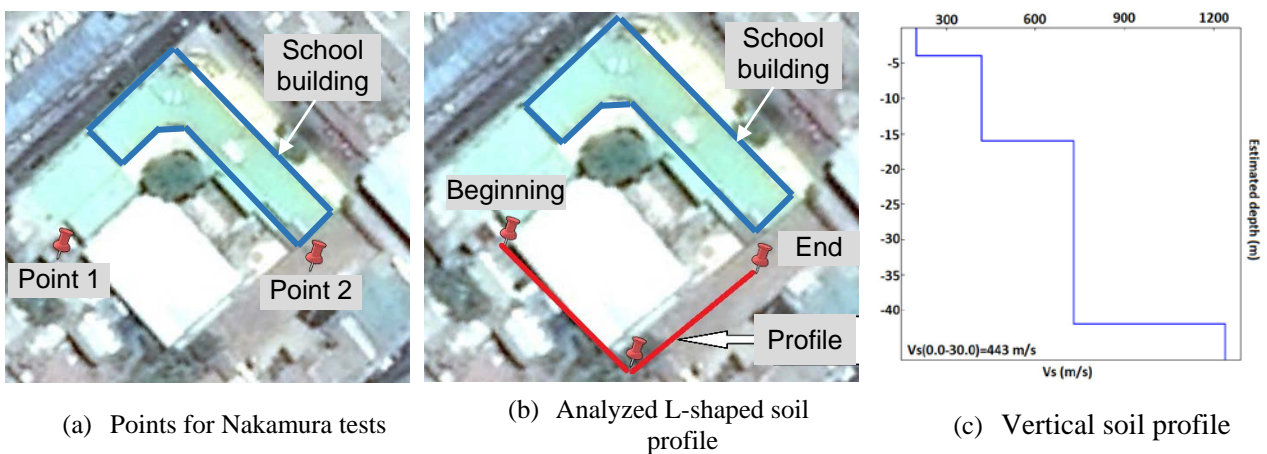 School
building
Point 1
Point 2
(a) Points for Nakamura tests
School
building
Beginning
End
Profile
(b) Analyzed L-shaped soil
profile
300 600 900 1200
-5
-10
-15
-20
-25
-30
-35
-40
Estimated depth (m)
Vs(0.0-30.0)=443 m/s
Vs (m/s)
(c) Vertical soil profile